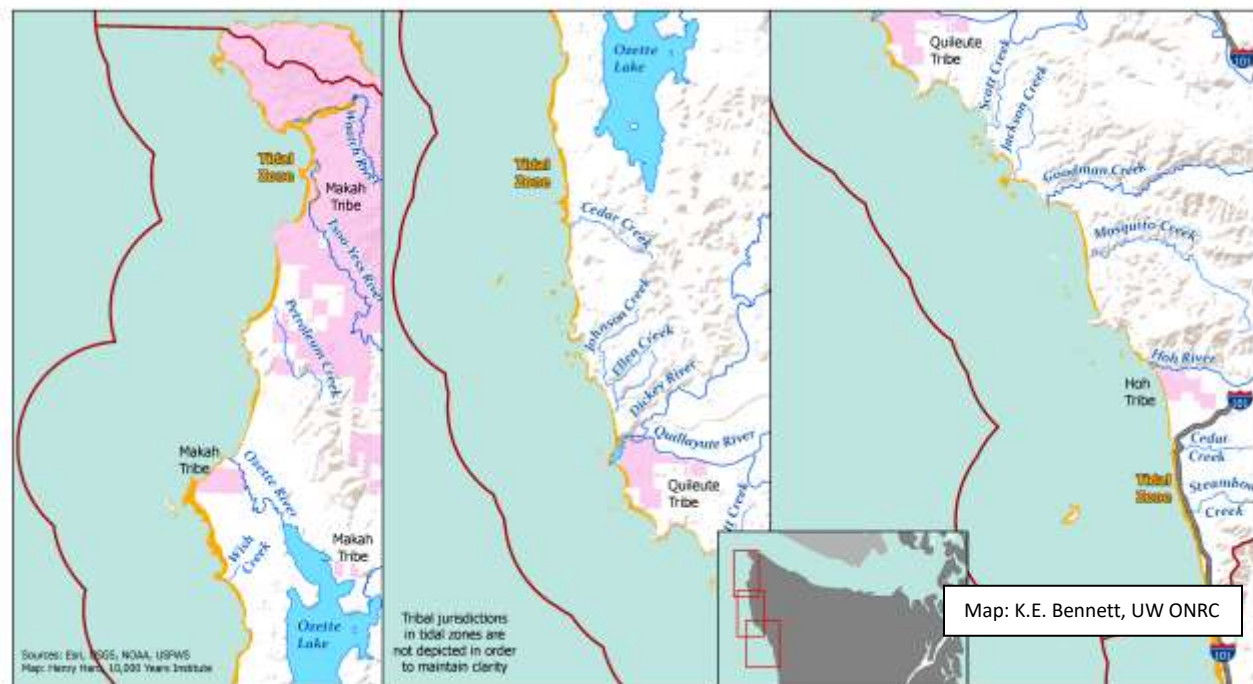 Waatch River
Tidal
Zone
Makah
Tribe
Tsoo-Yess River
Petroleum Creek
Makah
Tribe
Ozette River
Wish
Creek
Makah
Tribe
Ozette
Lake
Sources: Esri, USGS, NOAA, USFWS
Map: Henry Hart, 10,000 Years Institute
Ozette
Lake
Tidal
Zone
Cedar Creek
Johnson Creek
Ellen Creek
Dickey River
Quillayute River
Quileute
Tribe
Creek
Tribal jurisdictions
in tidal zones are
not depicted in order
to maintain clarity
Quileute
Tribe
Scott Creek
Jackson Creek
101
Goodman Creek
Mosquito Creek
Hoh River
Hoh
Tribe
101
Cedar
Creek
Tidal
Zone
Steamboat
Creek
Map: K.E. Bennett, UW ONRC
101